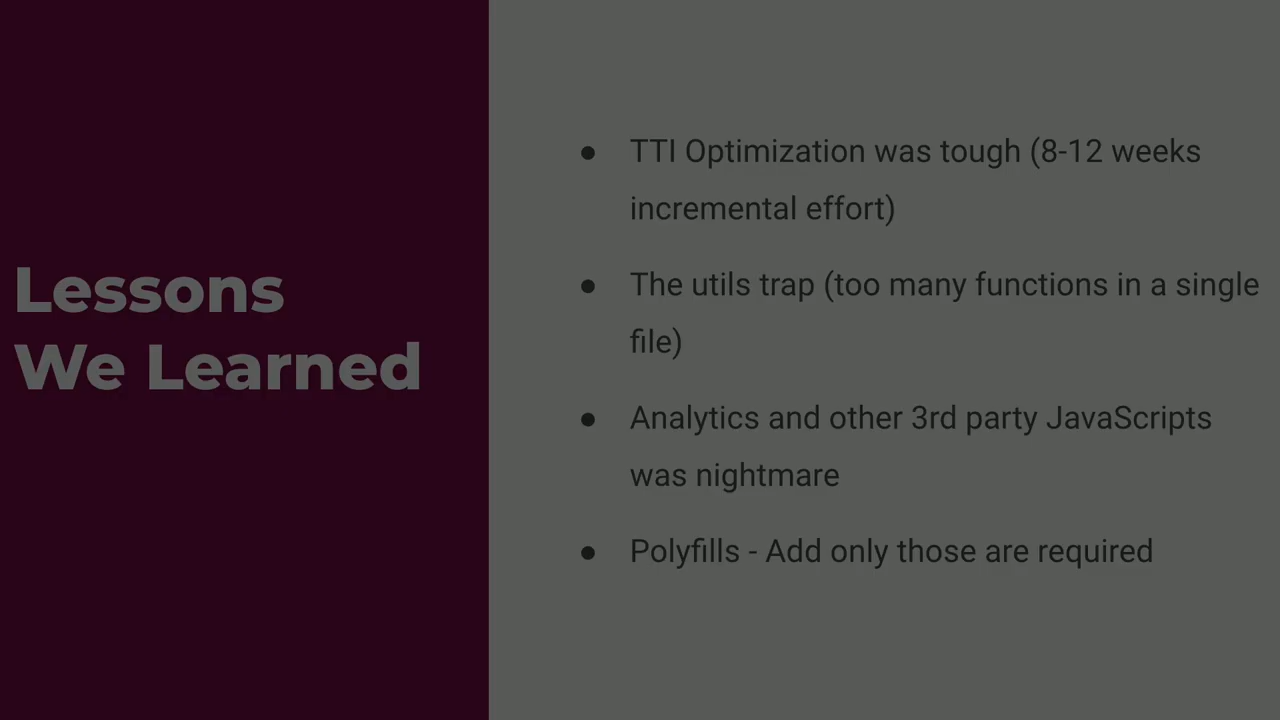 Lessons
We Learned
● TTI Optimization was tough (8-12 weeks
incremental effort)
● The utils trap (too many functions in a single
file)
● Analytics and other 3rd party JavaScripts
was nightmare
● Polyfills - Add only those are required